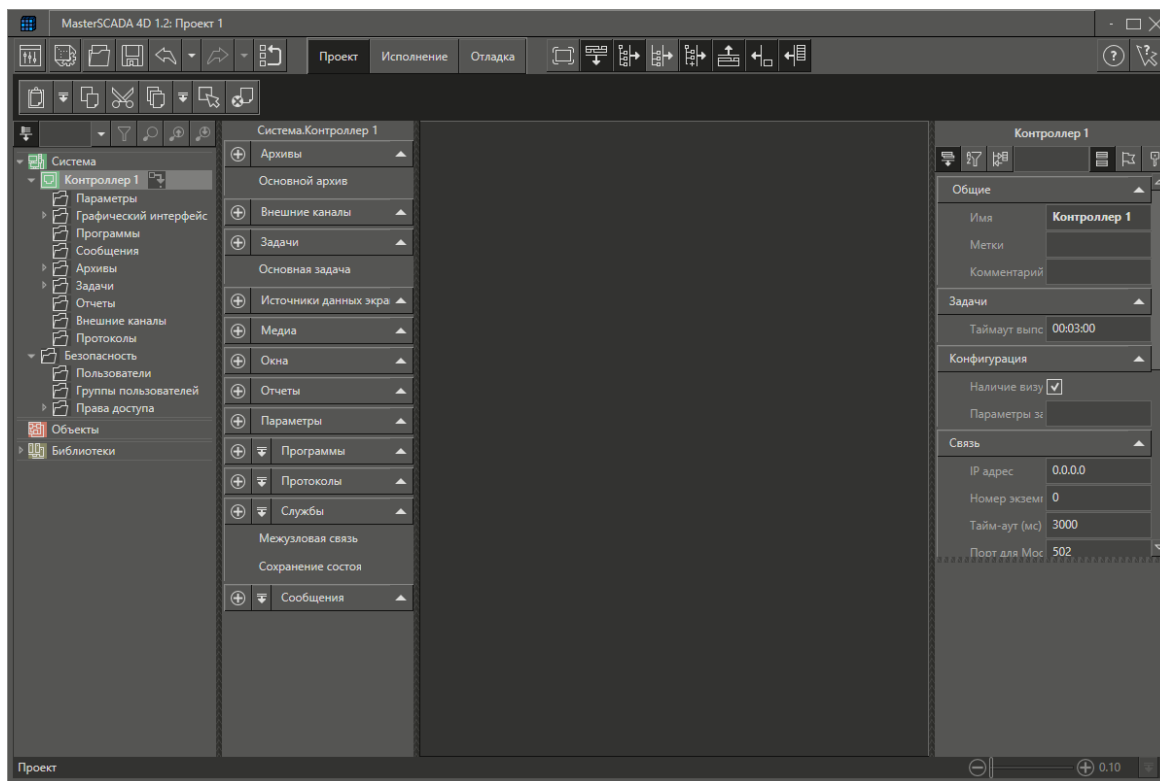 MasterSCADA 4D 1.2: Проект 1
Проект
Исполнение
Отладка
Система
Контроллер 1
Параметры
Графический интерфейс
Программы
Сообщения
Архивы
Задачи
Отчеты
Внешние каналы
Протоколы
Безопасность
Пользователи
Группы пользователей
Права доступа
Объекты
Библиотеки
Система.Контроллер 1
Архивы
Основной архив
Внешние каналы
Задачи
Основная задача
Источники данных экра
Медиа
Окна
Отчеты
Параметры
Программы
Протоколы
Службы
Межузловая связь
Сохранение состоя
Сообщения
Контроллер 1
Общие
Имя Контроллер 1
Метки
Комментарий
Задачи
Таймаут выпс 00:03:00
Конфигурация
Наличие визу
Параметры за
Связь
IP адрес 0.0.0.0
Номер экземп 0
Тайм-аут (мс) 3000
Порт для Мос 502
Проект
0.10